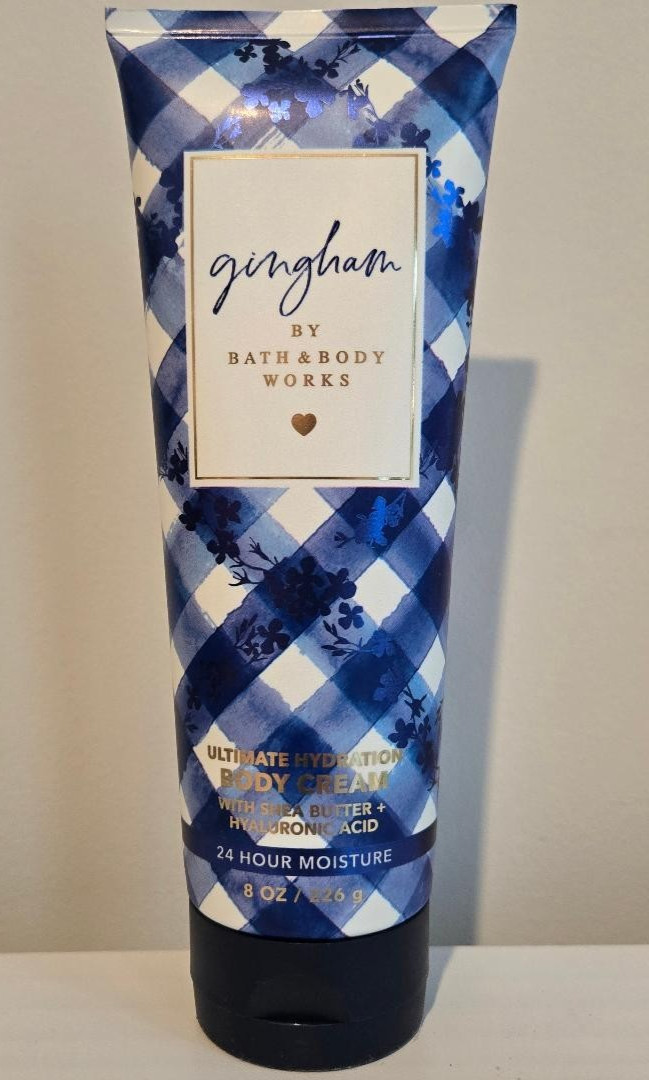 gingham
BY
BATH & BODY
WORKS
ULTIMATE HYDRATION
BODY CREAM
WITH SHEA BUTTER +
HYALURONIC ACID
24 HOUR MOISTURE
8 OZ / 226 g